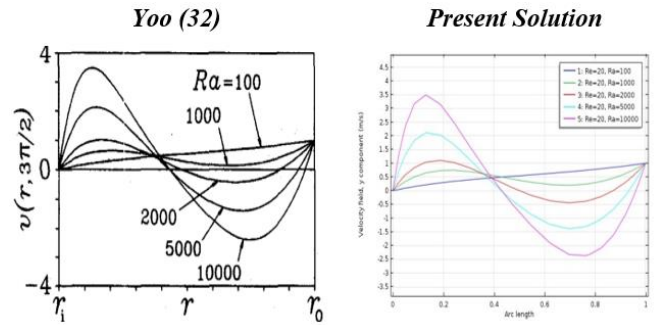 Yoo (32)
Present Solution
4
0
-4
v(r, 3π/2)
Ra=100
1000
2000
5000
10000
r_i
r
r_0
Velocity field, y component (m/s)
4.5
4
3.5
3
2.5
2
1.5
1
0.5
0
-0.5
-1
-1.5
-2
-2.5
-3
-3.5
1: Re=20, Ra=100
2: Re=20, Ra=1000
3: Re=20, Ra=2000
4: Re=20, Ra=5000
5: Re=20, Ra=10000
0 0.2 0.4 0.6 0.8 1
Arc length